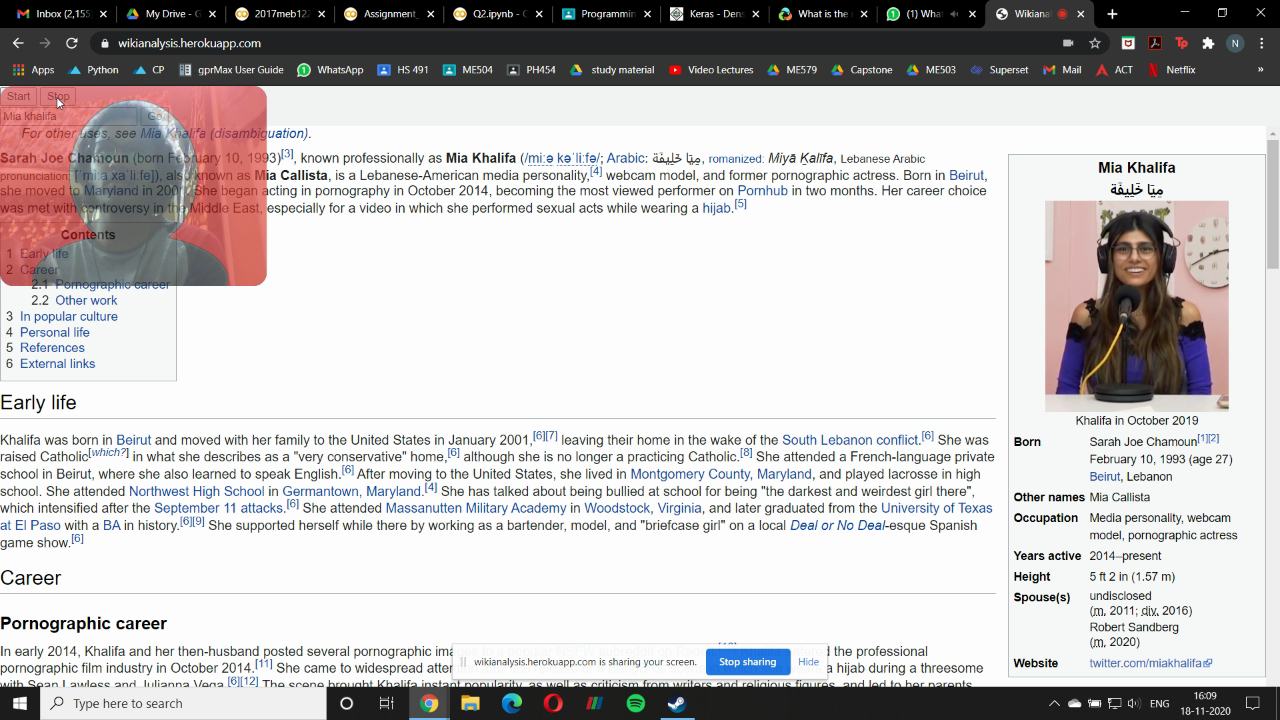 Inbox (2,155
My Drive - G
2017meb12
Assignment_
Q2.ipynb - C
Programmin
Keras - Dens
What is the
(1) What
Wikianal
wikianalysis.herokuapp.com
N
Apps Python CP gprMax User Guide WhatsApp HS 491 ME504 PH454 study material Video Lectures ME579 Capstone ME503 Superset Mail ACT Netflix »
Start Stop
Mia khalifa Go
For other uses, see Mia Khalifa (disambiguation).
Sarah Joe Chamoun (born February 10, 1993)[3], known professionally as Mia Khalifa (/miːə kəˈliːfə/; Arabic: مِيَا خَلِيفَة, romanized: Miyā Ḵalīfa, Lebanese Arabic
pronunciation: [ˈmiːa xaˈliːfe]), also known as Mia Callista, is a Lebanese-American media personality,[4] webcam model, and former pornographic actress. Born in Beirut,
she moved to Maryland in 2001. She began acting in pornography in October 2014, becoming the most viewed performer on Pornhub in two months. Her career choice
was met with controversy in the Middle East, especially for a video in which she performed sexual acts while wearing a hijab.[5]
Contents
1 Early life
2 Career
2.1 Pornographic career
2.2 Other work
3 In popular culture
4 Personal life
5 References
6 External links
Early life
Khalifa was born in Beirut and moved with her family to the United States in January 2001,[6][7] leaving their home in the wake of the South Lebanon conflict.[6] She was
raised Catholic[which?] in what she describes as a "very conservative" home,[6] although she is no longer a practicing Catholic.[8] She attended a French-language private
school in Beirut, where she also learned to speak English.[6] After moving to the United States, she lived in Montgomery County, Maryland, and played lacrosse in high
school. She attended Northwest High School in Germantown, Maryland.[4] She has talked about being bullied at school for being "the darkest and weirdest girl there",
which intensified after the September 11 attacks.[6] She attended Massanutten Military Academy in Woodstock, Virginia, and later graduated from the University of Texas
at El Paso with a BA in history.[6][9] She supported herself while there by working as a bartender, model, and "briefcase girl" on a local Deal or No Deal-esque Spanish
game show.[6]
Career
Pornographic career
In early 2014, Khalifa and her then-husband posted several pornographic the professional
pornographic film industry in October 2014.[11] She came to widespread hijab during a threesome
with Sean Lawless and Julianna Vega.[6][12] The scene brought Khalifa instant popularity, as well as criticism from writers and religious figures, and led to her parents
Mia Khalifa
مِيَا خَلِيفَة
Khalifa in October 2019
Born Sarah Joe Chamoun[1][2]
February 10, 1993 (age 27)
Beirut, Lebanon
Other names Mia Callista
Occupation Media personality, webcam
model, pornographic actress
Years active 2014–present
Height 5 ft 2 in (1.57 m)
Spouse(s) undisclosed
(m. 2011; div. 2016)
Robert Sandberg
(m. 2020)
Website twitter.com/miakhalifa
wikianalysis.herokuapp.com is sharing your screen. Stop sharing Hide
Type here to search
ENG
16:09
18-11-2020